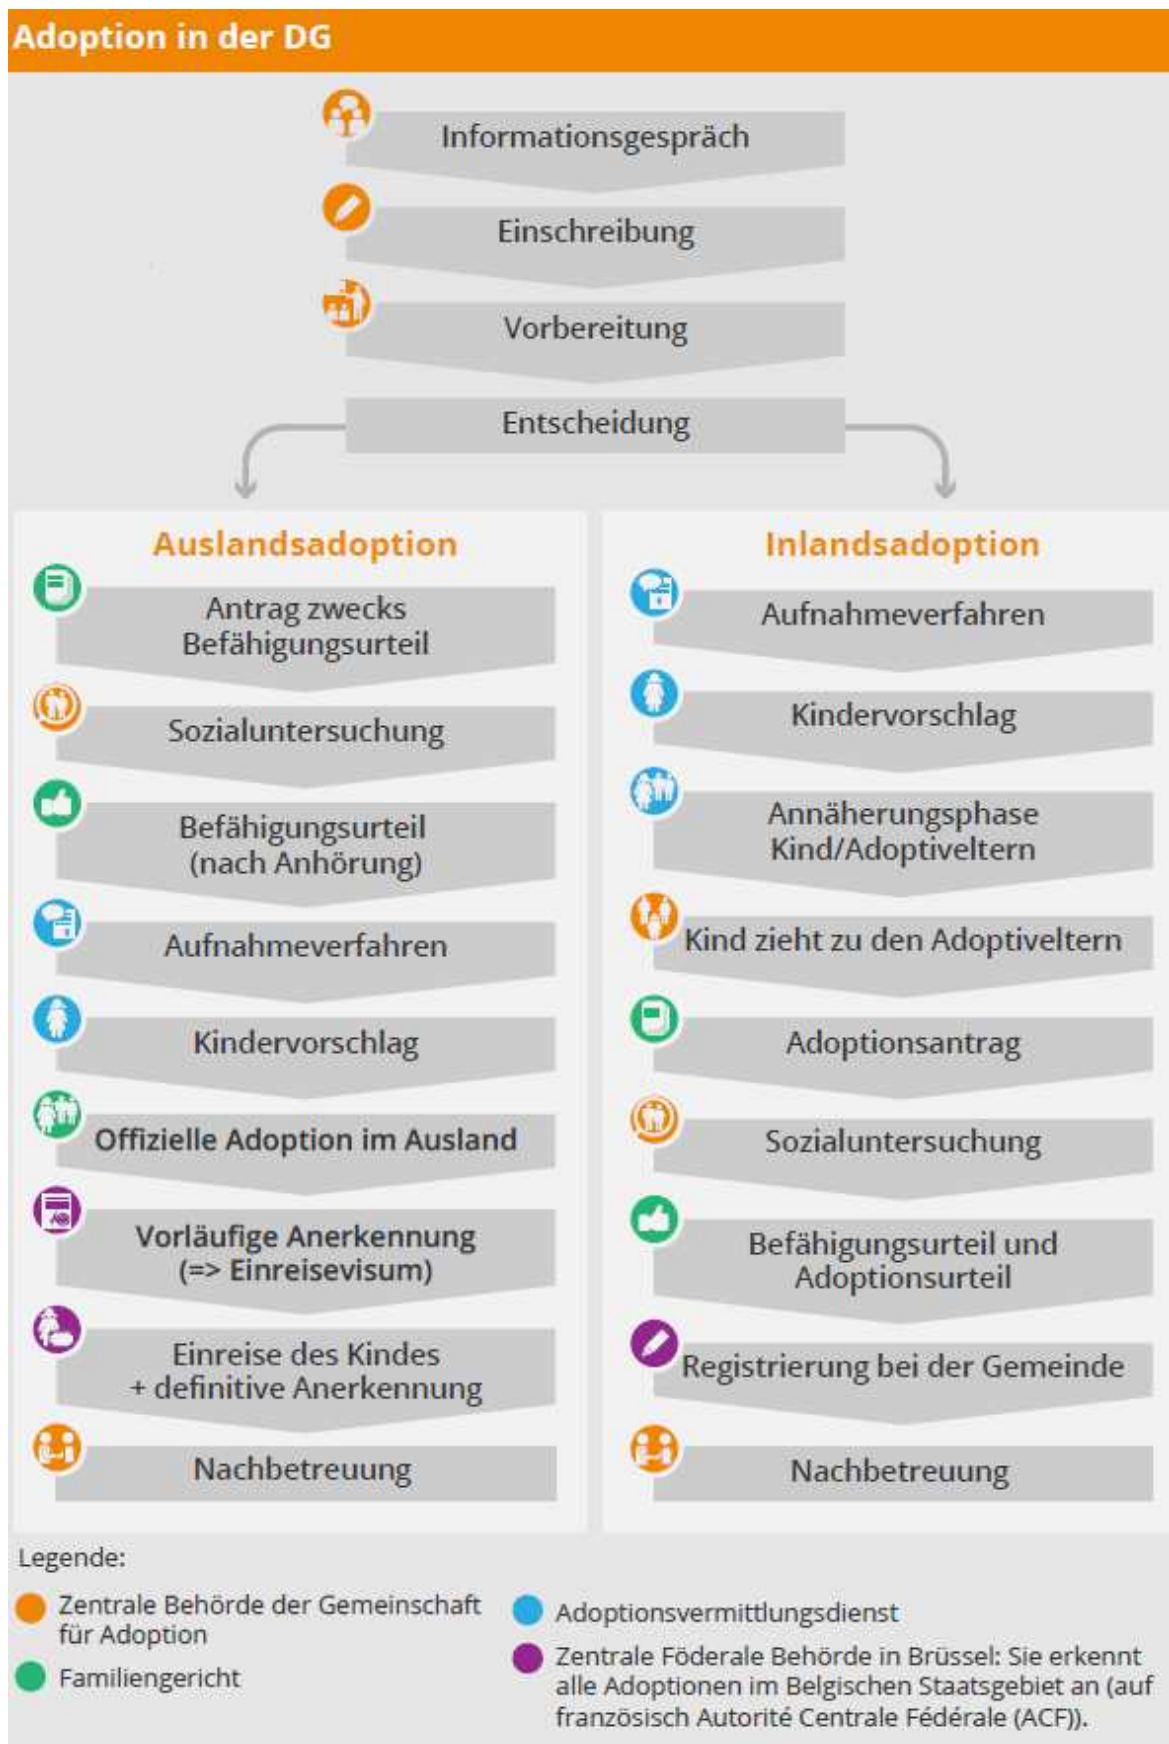 Adoption in der DG
Informationsgespräch
Einschreibung
Vorbereitung
Entscheidung
Auslandsadoption
Antrag zwecks
Befähigungsurteil
Sozialuntersuchung
Befähigungsurteil
(nach Anhörung)
Aufnahmeverfahren
Kindervorschlag
Offizielle Adoption im Ausland
Vorläufige Anerkennung
(=> Einreisevisum)
Einreise des Kindes
+ definitive Anerkennung
Nachbetreuung
Inlandsadoption
Aufnahmeverfahren
Kindervorschlag
Annäherungsphase
Kind/Adoptiveltern
Kind zieht zu den Adoptiveltern
Adoptionsantrag
Sozialuntersuchung
Befähigungsurteil und
Adoptionsurteil
Registrierung bei der Gemeinde
Nachbetreuung
Legende:
Zentrale Behörde der Gemeinschaft
für Adoption
Familiengericht
Adoptionsvermittlungsdienst
Zentrale Föderale Behörde in Brüssel: Sie erkennt
alle Adoptionen im Belgischen Staatsgebiet an (auf
französisch Autorité Centrale Fédérale (ACF)).